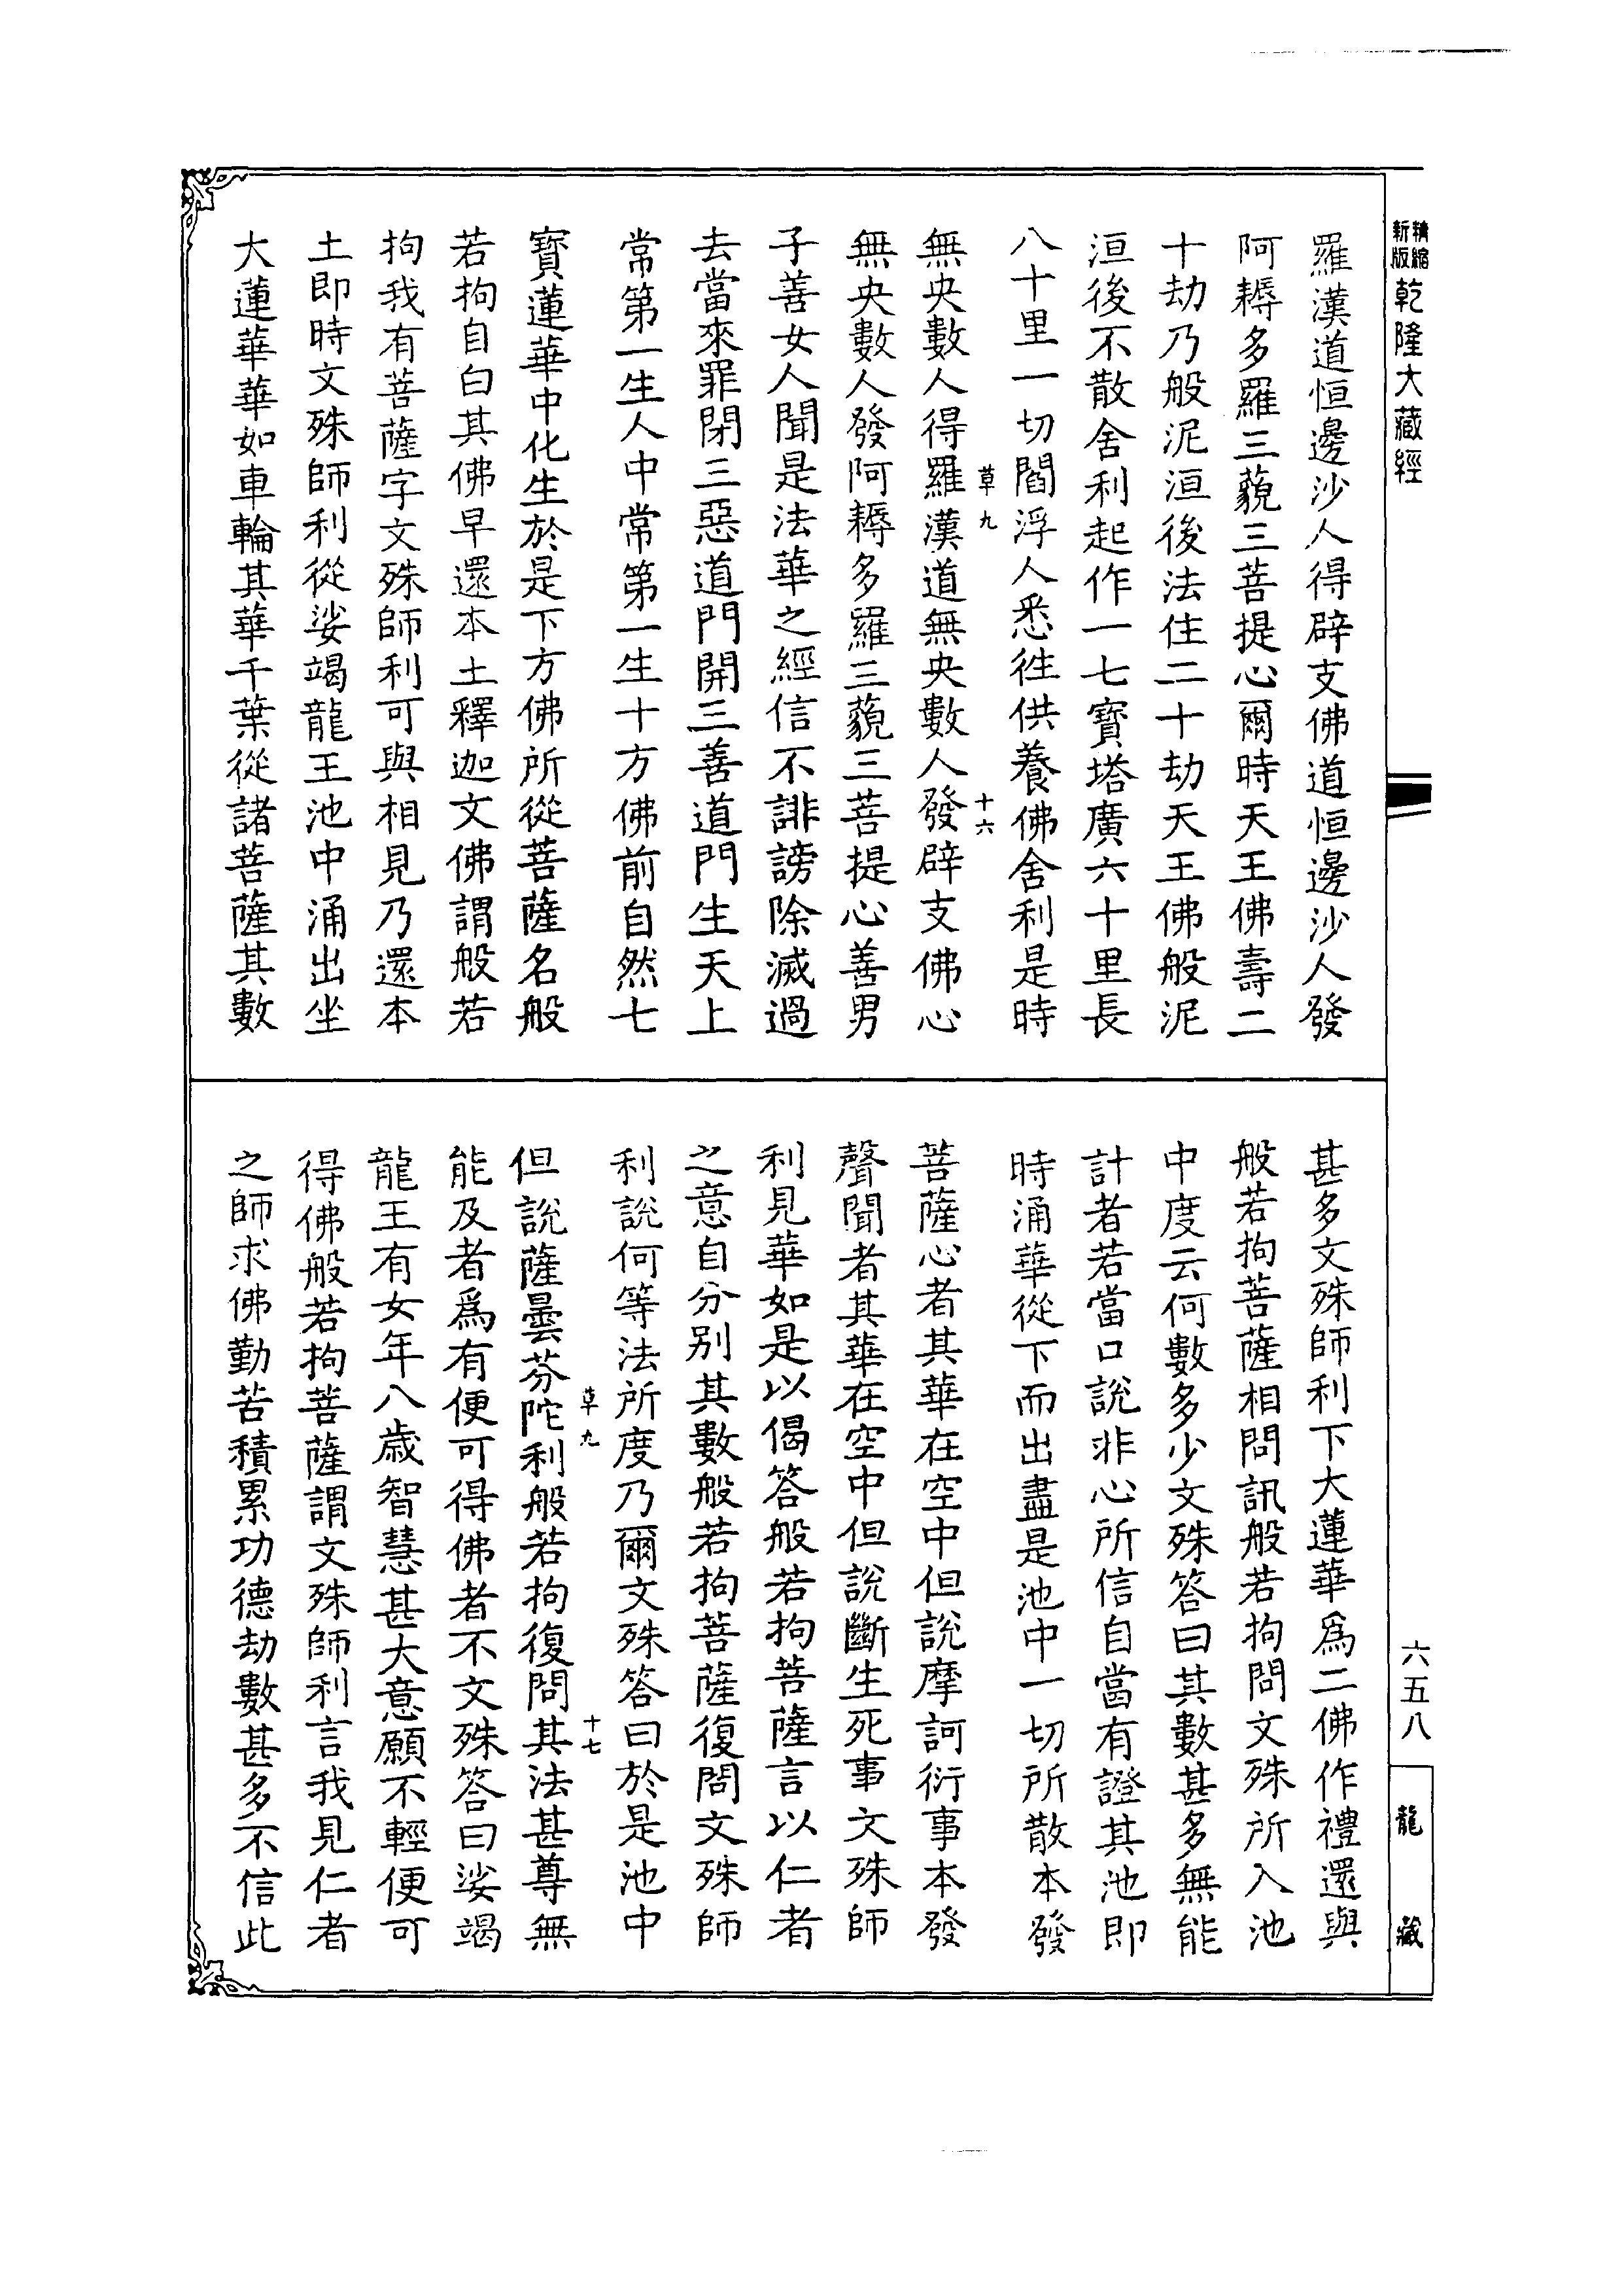 精縮新版乾隆大藏經
羅漢道恒邊沙人得辟支佛道恒邊沙人發
阿耨多羅三藐三菩提心爾時天王佛壽二
十劫乃般泥洹後法住二十劫天王佛般泥
洹後不散舍利起作一七寶塔廣六十里長
八十里一切閻浮人悉徃供養佛舍利是時
草九 十六
無央數人得羅漢道無央數人發辟支佛心
無央數人發阿耨多羅三藐三菩提心善男
子善女人聞是法華之經信不誹謗除滅過
去當來罪閉三惡道門開三善道門生天上
常第一生人中常第一生十方佛前自然七
寶蓮華中化生於是下方佛所從菩薩名般
若拘自白其佛早還本土釋迦文佛謂般若
拘我有菩薩字文殊師利可與相見乃還本
土即時文殊師利從娑竭龍王池中涌出坐
大蓮華華如車輪其華千葉從諸菩薩其數
甚多文殊師利下大蓮華爲二佛作禮還與
般若拘菩薩相問訊般若拘問文殊所入池
中度云何數多少文殊答曰其數甚多無能
計者若當口說非心所信自當有證其池即
時涌華從下而出盡是池中一切所散本發
菩薩心者其華在空中但說摩訶衍事本發
聲聞者其華在空中但說斷生死事文殊師
利見華如是以偈答般若拘菩薩言以仁者
之意自分別其數般若拘菩薩復問文殊師
利說何等法所度乃爾文殊答曰於是池中
草九 十七
但說薩曇芬陀利般若拘復問其法甚尊無
能及者爲有便可得佛者不文殊答曰娑竭
龍王有女年八歲智慧甚大意願不輕便可
得佛般若拘菩薩謂文殊師利言我見仁者
之師求佛勤苦積累功德劫數甚多不信此
六五八
龍藏